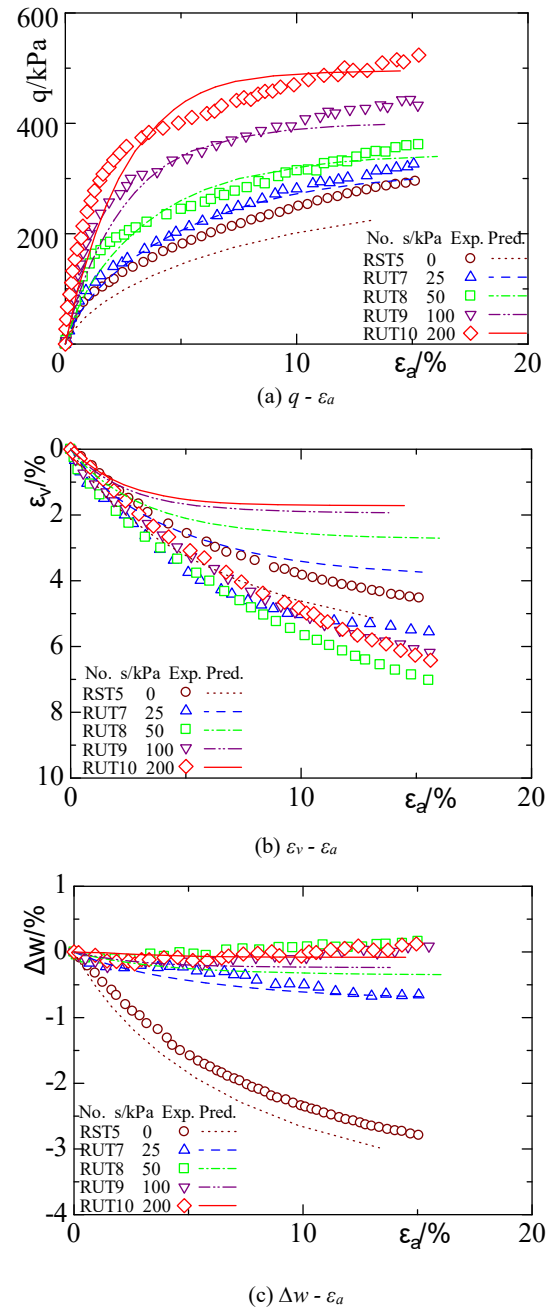 600
q/kPa
400
200
0
0
10
20
εa/%
No. s/kPa Exp. Pred.
RST5 0
RUT7 25
RUT8 50
RUT9 100
RUT10 200
(a) q - εa
0
2
4
6
8
10
εv/%
0
10
20
εa/%
No. s/kPa Exp. Pred.
RST5 0
RUT7 25
RUT8 50
RUT9 100
RUT10 200
(b) εv - εa
1
0
-1
-2
-3
-4
Δw/%
0
10
20
εa/%
No. s/kPa Exp. Pred.
RST5 0
RUT7 25
RUT8 50
RUT9 100
RUT10 200
(c) Δw - εa